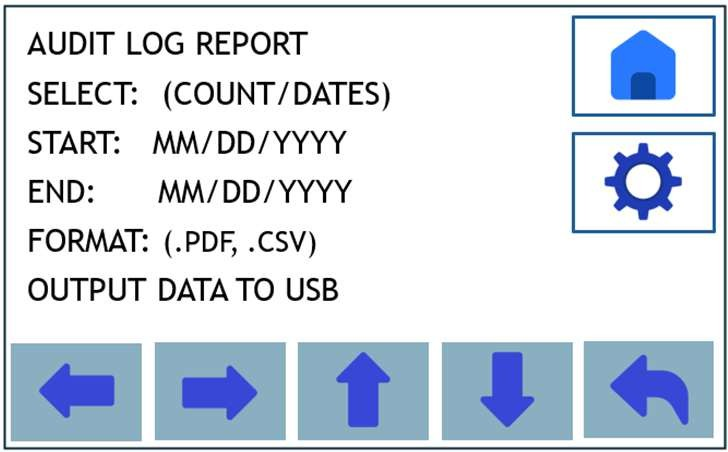 AUDIT LOG REPORT
SELECT: (COUNT/DATES)
START: MM/DD/YYYY
END: MM/DD/YYYY
FORMAT: (.PDF, .CSV)
OUTPUT DATA TO USB